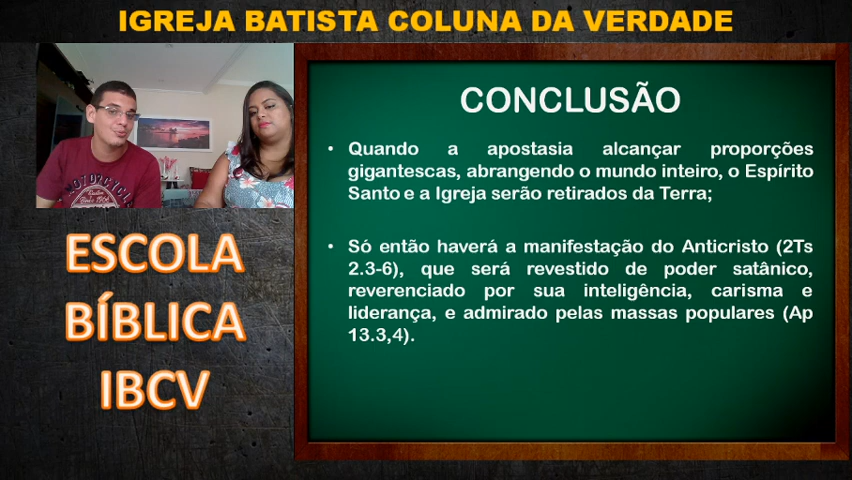 IGREJA BATISTA COLUNA DA VERDADE
CONCLUSÃO
• Quando a apostasia alcançar proporções
gigantescas, abrangendo o mundo inteiro, o Espírito
Santo e a Igreja serão retirados da Terra;
• Só então haverá a manifestação do Anticristo (2Ts
2.3-6), que será revestido de poder satânico,
reverenciado por sua inteligência, carisma e
liderança, e admirado pelas massas populares (Ap
13.3,4).
MOTORCYCLE
ESCOLA
BÍBLICA
IBCV